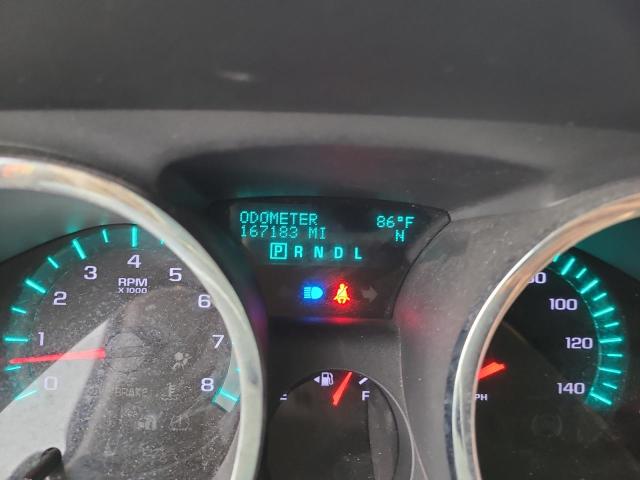 ODOMETER 86°F
167183 MI N
P R N D L
0 1 2 3 4 5 6 7 8
RPM
X1000
BRAKE
F
100
120
140